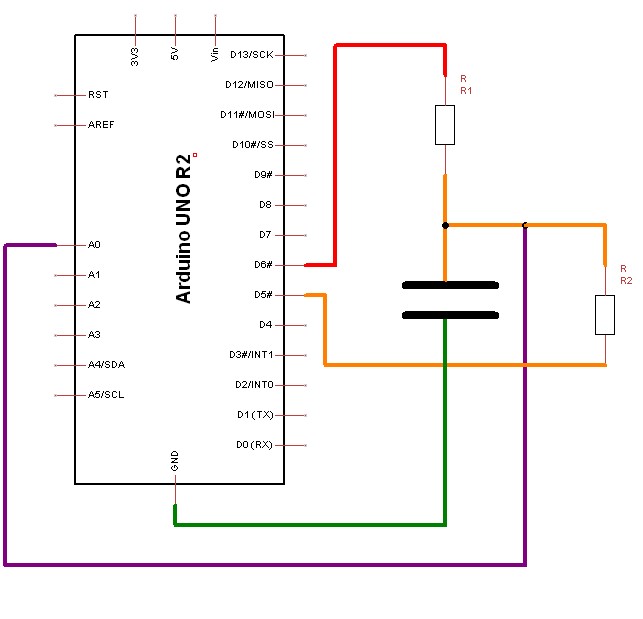 3V3
5V
Vin
RST
AREF
A0
A1
A2
A3
A4/SDA
A5/SCL
Arduino UNO R2
D13/SCK
D12/MISO
D11#/MOSI
D10#/SS
D9#
D8
D7
D6#
D5#
D4
D3#/INT1
D2/INT0
D1(TX)
D0(RX)
GND
R
R1
R
R2